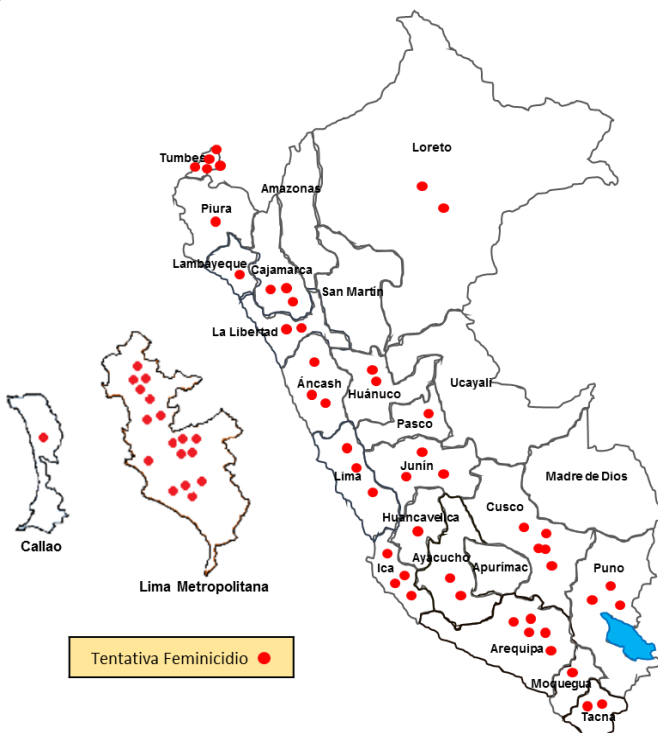 Loreto
Tumbes
Amazonas
Piura
Lambayeque
Cajamarca
San Martín
La Libertad
Áncash
Huánuco
Ucayali
Pasco
Lima
Junín
Madre de Dios
Cusco
Huancavelica
Callao
Ica
Ayacucho
Apurímac
Puno
Lima Metropolitana
Arequipa
Tentativa Feminicidio
Moquegua
Tacna